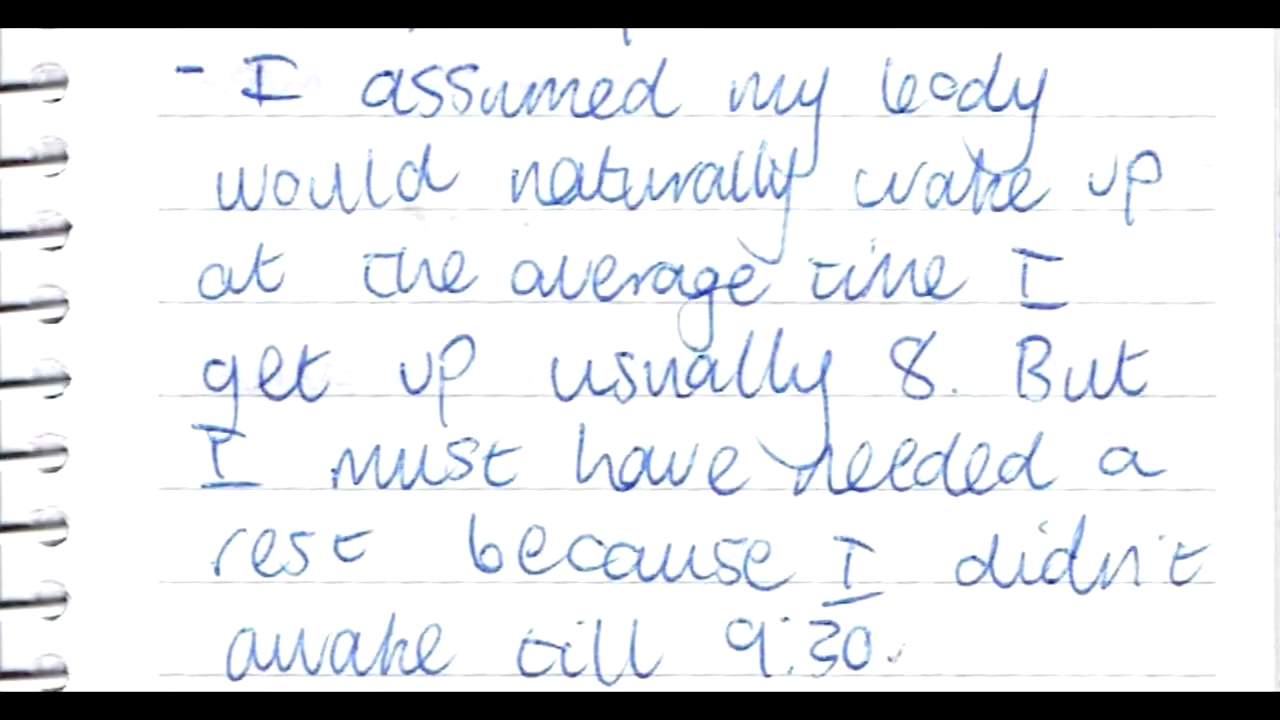 - I assumed my body
would naturally wake up
at the average time I
get up usually 8. But
I must have needed a
rest because I didn't
awake till 9:30.